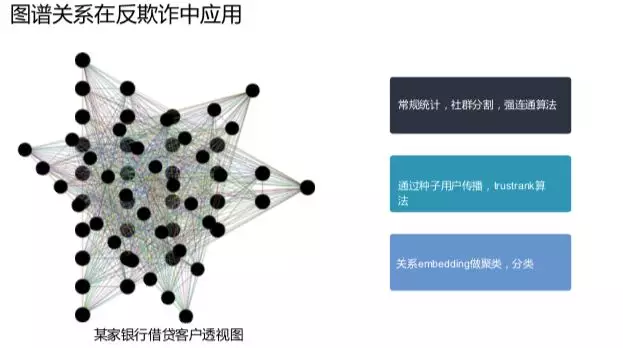 图谱关系在反欺诈中应用
常规统计，社群分割，强连通算法
通过种子用户传播，trustrank算
法
关系embedding做聚类，分类
某家银行借贷客户透视图